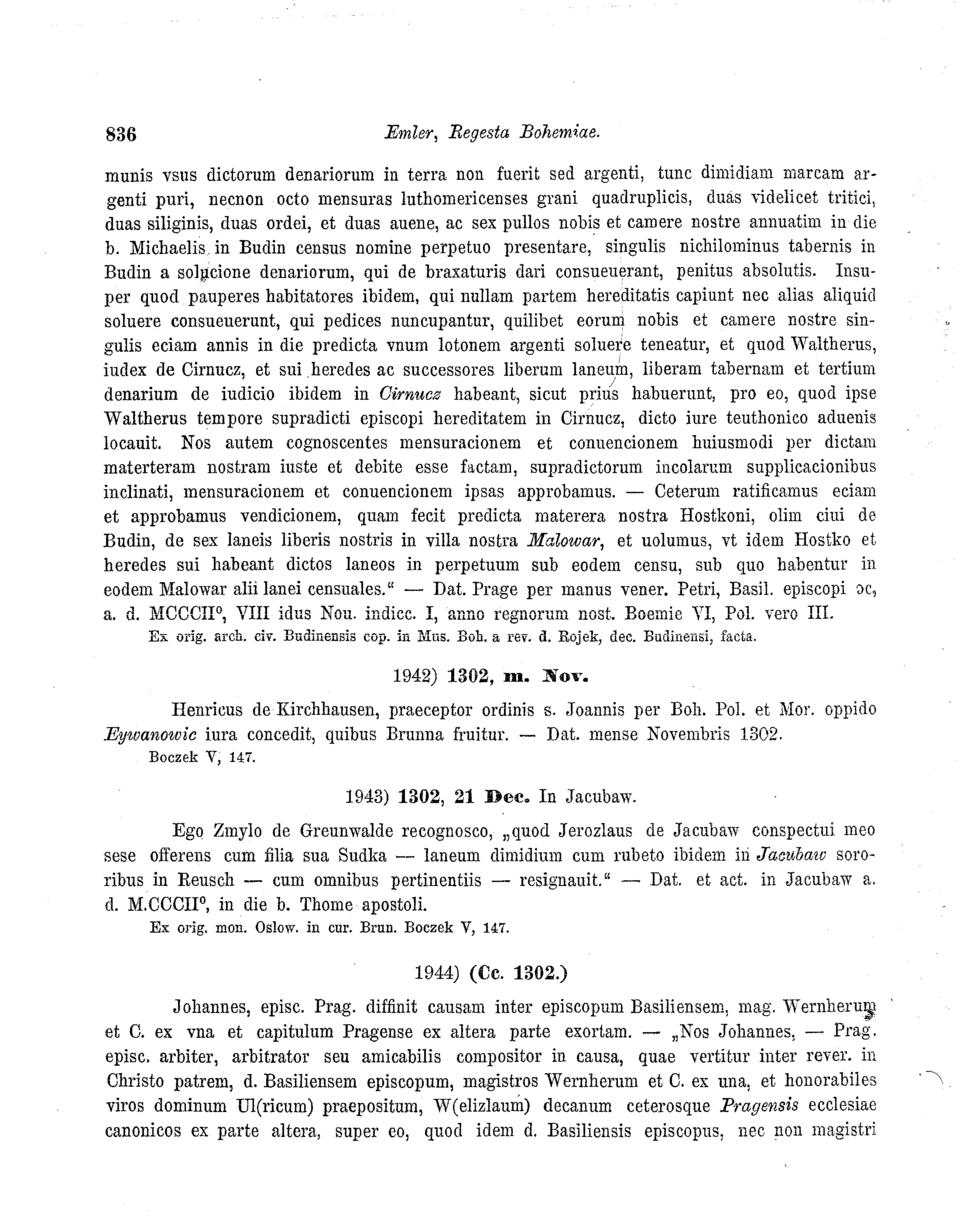 836 Emler, Regesta Bohemiae.
munis vsus dictorum denariorum in terra non fuerit sed argenti, tunc dimidiam marcam ar-
genti puri, necnon octo mensuras luthomericenses grani quadruplicis, duas videlicet tritici,
duas siliginis, duas ordei, et duas auene, ac sex pullos nobis et camere nostre annuatim in die
b. Michaelis in Budin census nomine perpetuo presentare, singulis nichilominus tabernis in
Budin a solucione denariorum, qui de braxaturis dari consueuerant, penitus absolutis. Insu-
per quod pauperes habitatores ibidem, qui nullam partem hereditatis capiunt nec alias aliquid
soluere consueuerunt, qui pedices nuncupantur, quilibet eorum nobis et camere nostre sin-
gulis eciam annis in die predicta vnum lotonem argenti soluere teneatur, et quod Waltherus,
iudex de Cirnucz, et sui heredes ac successores liberum laneum, liberam tabernam et tertium
denarium de iudicio ibidem in Cirnucz habeant, sicut prius habuerunt, pro eo, quod ipse
Waltherus tempore supradicti episcopi hereditatem in Cirnucz, dicto iure teuthonico aduenis
locauit. Nos autem cognoscentes mensuracionem et conuencionem huiusmodi per dictam
materteram nostram iuste et debite esse factam, supradictorum incolarum supplicacionibus
inclinati, mensuracionem et conuencionem ipsas approbamus. — Ceterum ratificamus eciam
et approbamus vendicionem, quam fecit predicta materera nostra Hostkoni, olim ciui de
Budin, de sex laneis liberis nostris in villa nostra Malowar, et uolumus, vt idem Hostko et
heredes sui habeant dictos laneos in perpetuum sub eodem censu, sub quo habentur in
eodem Malowar alii lanei censuales.“ — Dat. Prage per manus vener. Petri, Basil. episcopi ɔc,
a. d. MCCCII⁰, VIII idus Nou. indicc. I, anno regnorum nost. Boemie VI, Pol. vero III.
Ex orig. arch. civ. Budinensis cop. in Mus. Boh. a rev. d. Rojek, dec. Budinensi, facta.
1942) 1302, m. Nov.
Henricus de Kirchhausen, praeceptor ordinis s. Joannis per Boh. Pol. et Mor. oppido
Eywanowic iura concedit, quibus Brunna fruitur. — Dat. mense Novembris 1302.
Boczek V, 147.
1943) 1302, 21 Dec. In Jacubaw.
Ego Zmylo de Greunwalde recognosco, „quod Jerozlaus de Jacubaw conspectui meo
sese offerens cum filia sua Sudka — laneum dimidium cum rubeto ibidem in Jacubaw soro-
ribus in Reusch — cum omnibus pertinentiis — resignauit.“ — Dat. et act. in Jacubaw a.
d. M.CCCII⁰, in die b. Thome apostoli.
Ex orig. mon. Oslow. in cur. Brun. Boczek V, 147.
1944) (Cc. 1302.)
Johannes, episc. Prag. diffinit causam inter episcopum Basiliensem, mag. Wernherum
et C. ex vna et capitulum Pragense ex altera parte exortam. — „Nos Johannes, — Prag.
episc. arbiter, arbitrator seu amicabilis compositor in causa, quae vertitur inter rever. in
Christo patrem, d. Basiliensem episcopum, magistros Wernherum et C. ex una, et honorabiles
viros dominum Ul(ricum) praepositum, W(elizlaum) decanum ceterosque Pragensis ecclesiae
canonicos ex parte altera, super eo, quod idem d. Basiliensis episcopus, nec non magistri